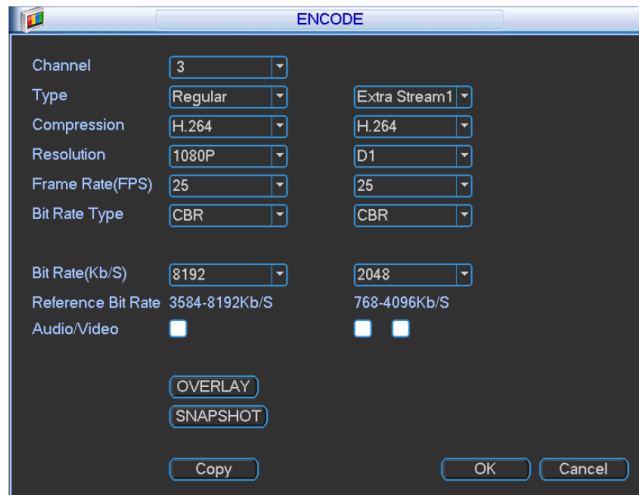 ENCODE
Channel 3
Type Regular Extra Stream1
Compression H.264 H.264
Resolution 1080P D1
Frame Rate(FPS) 25 25
Bit Rate Type CBR CBR
Bit Rate(Kb/S) 8192 2048
Reference Bit Rate 3584-8192Kb/S 768-4096Kb/S
Audio/Video
OVERLAY
SNAPSHOT
Copy OK Cancel